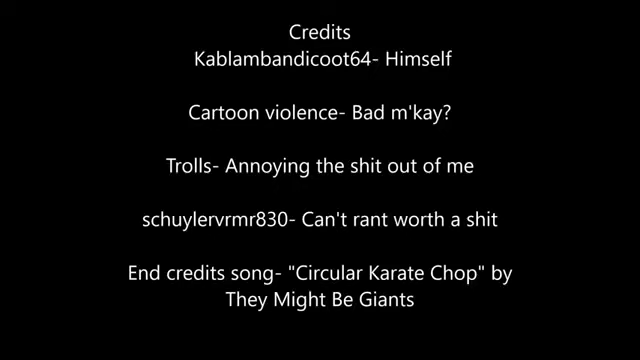 Credits
Kablambandicoot64- Himself
Cartoon violence- Bad m'kay?
Trolls- Annoying the shit out of me
schuylervrmr830- Can't rant worth a shit
End credits song- "Circular Karate Chop" by
They Might Be Giants